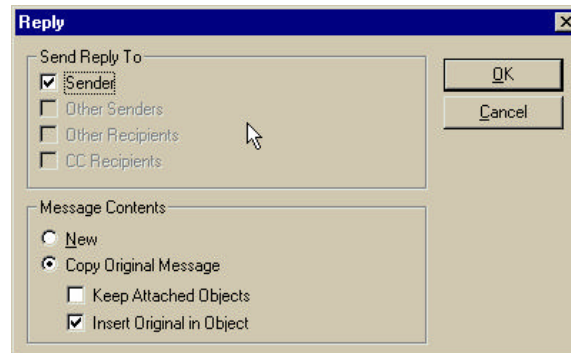 Reply
Send Reply To
Sender
Other Senders
Other Recipients
CC Recipients
OK
Cancel
Message Contents
New
Copy Original Message
Keep Attached Objects
Insert Original in Object